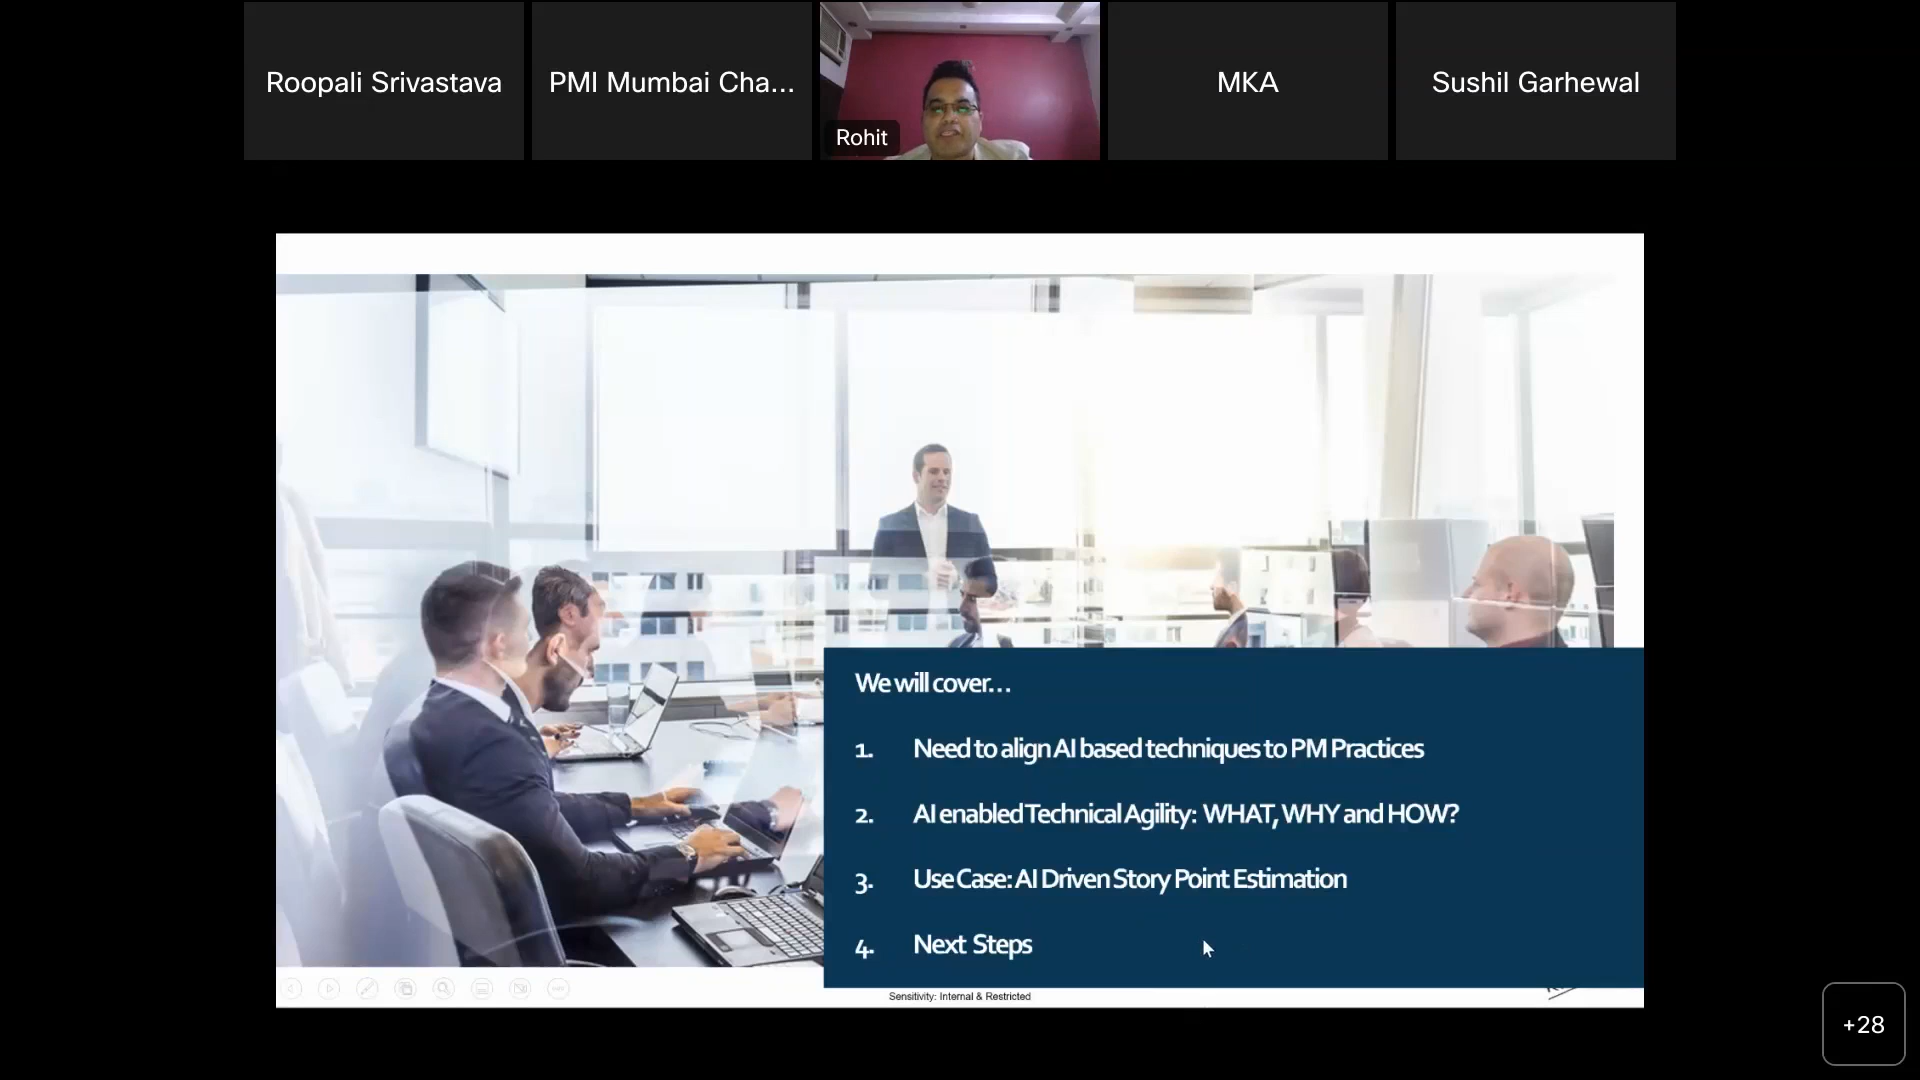 Roopali Srivastava
PMI Mumbai Cha...
Rohit
MKA
Sushil Garhewal
We will cover...
1. Need to align AI based techniques to PM Practices
2. AI enabled Technical Agility: WHAT, WHY and HOW?
3. Use Case: AI Driven Story Point Estimation
4. Next Steps
Sensitivity: Internal & Restricted
+28